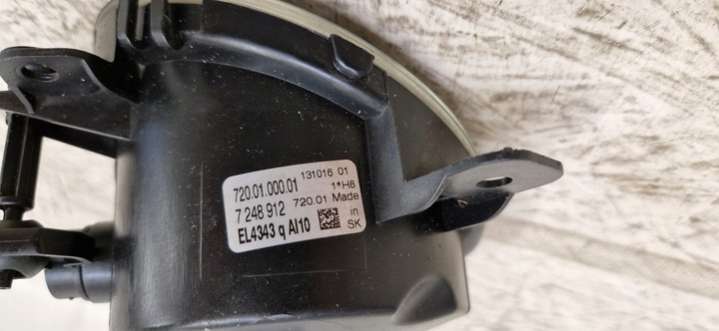 720.01.000.01 131016 01
1*H8
7 248 912 720.01 Made
in
EL4343 q AI10 SK